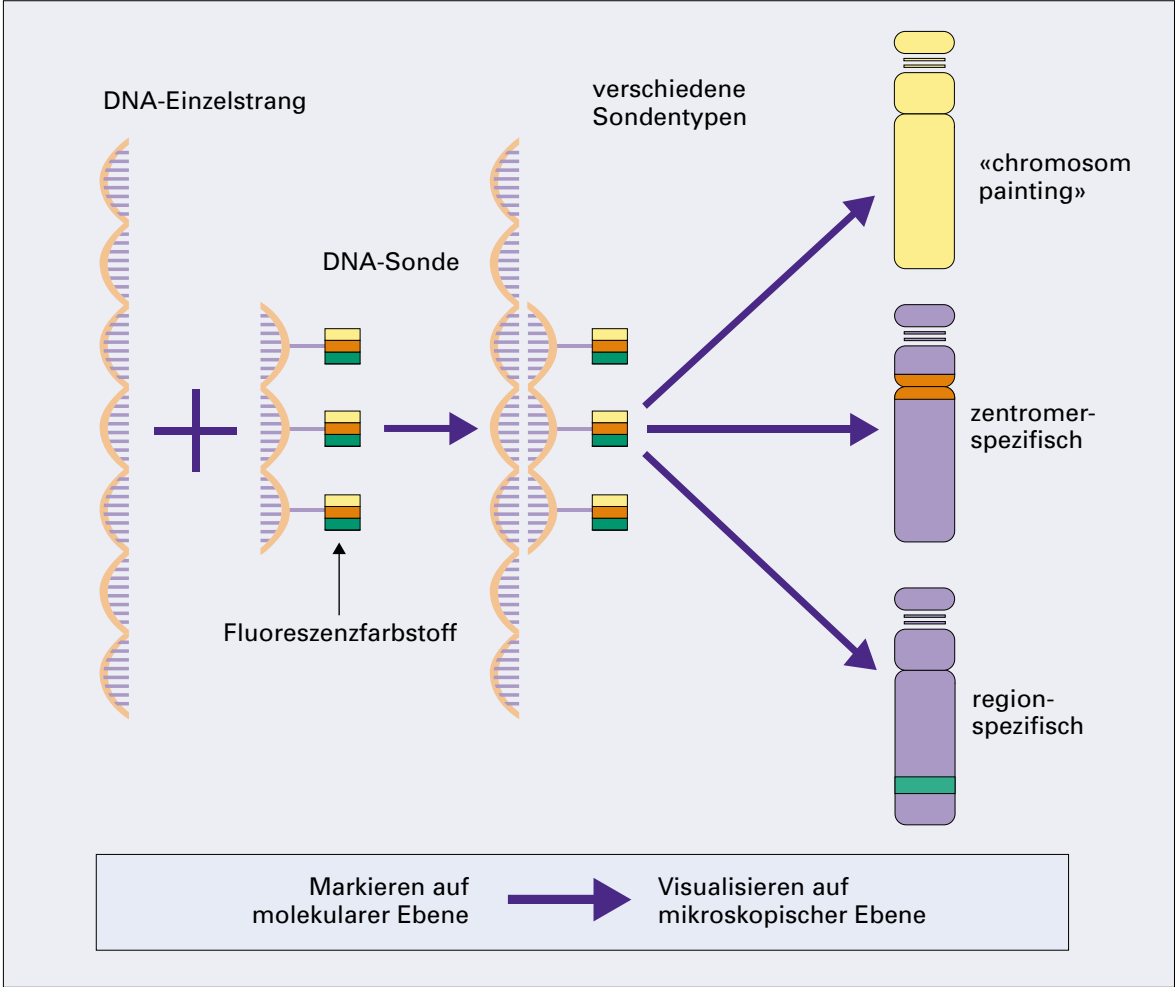 DNA-Einzelstrang
verschiedene
Sondentypen
«chromosom
painting»
DNA-Sonde
zentromer-
spezifisch
Fluoreszenzfarbstoff
region-
spezifisch
Markieren auf
molekularer Ebene
Visualisieren auf
mikroskopischer Ebene